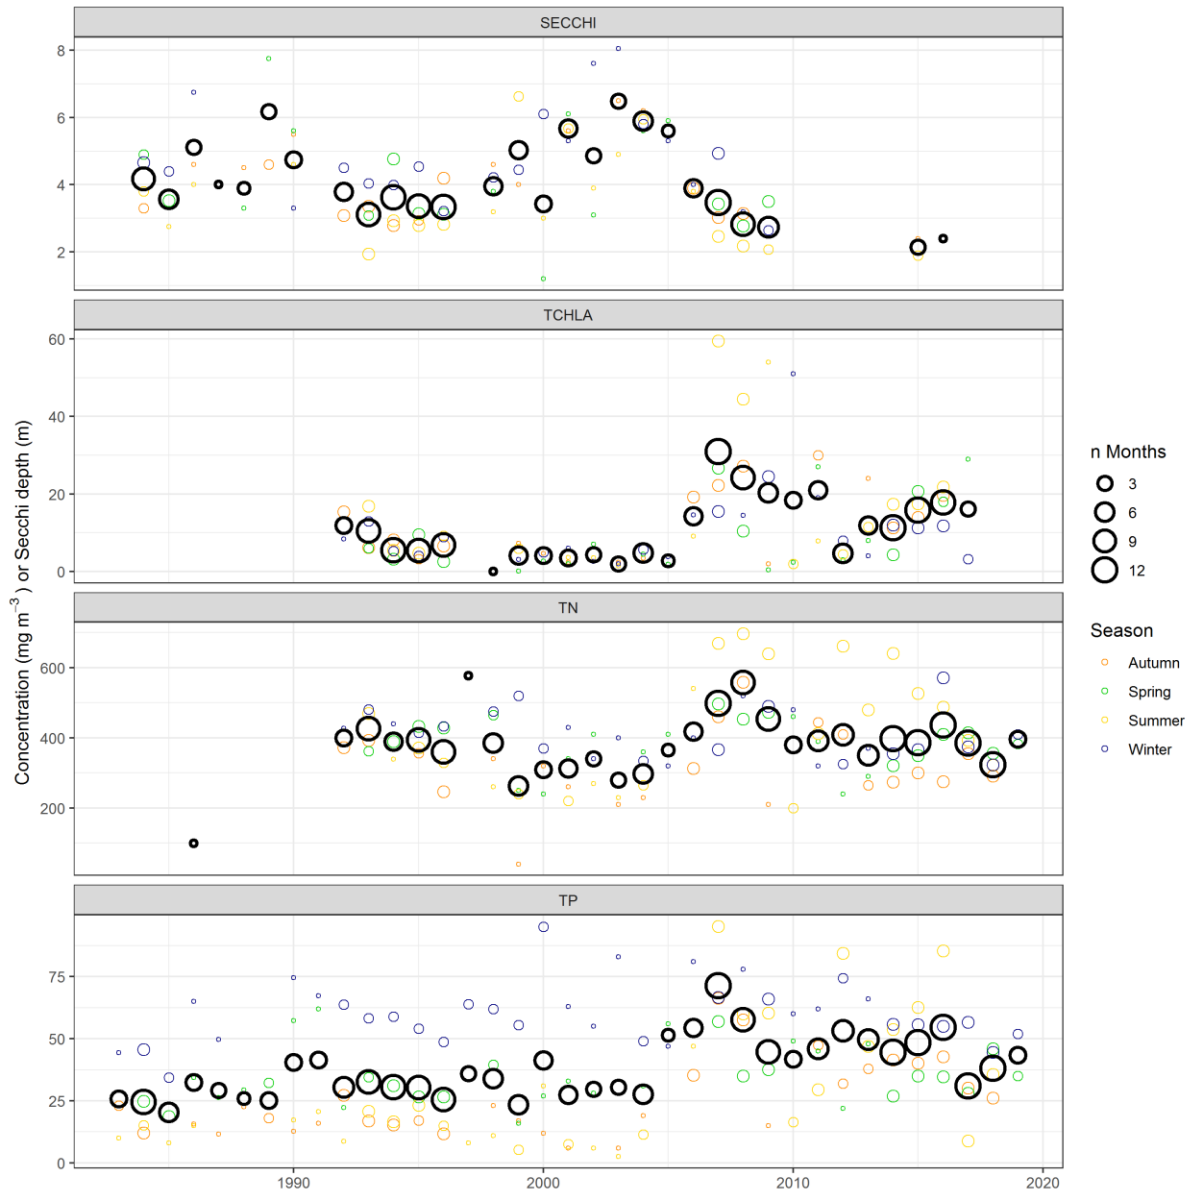 SECCHI
8
6
4
2
TCHLA
60
40
20
0
TN
600
400
200
TP
75
50
25
0
1990
2000
2010
2020
Concentration (mg m⁻³ ) or Secchi depth (m)
n Months
3
6
9
12
Season
Autumn
Spring
Summer
Winter